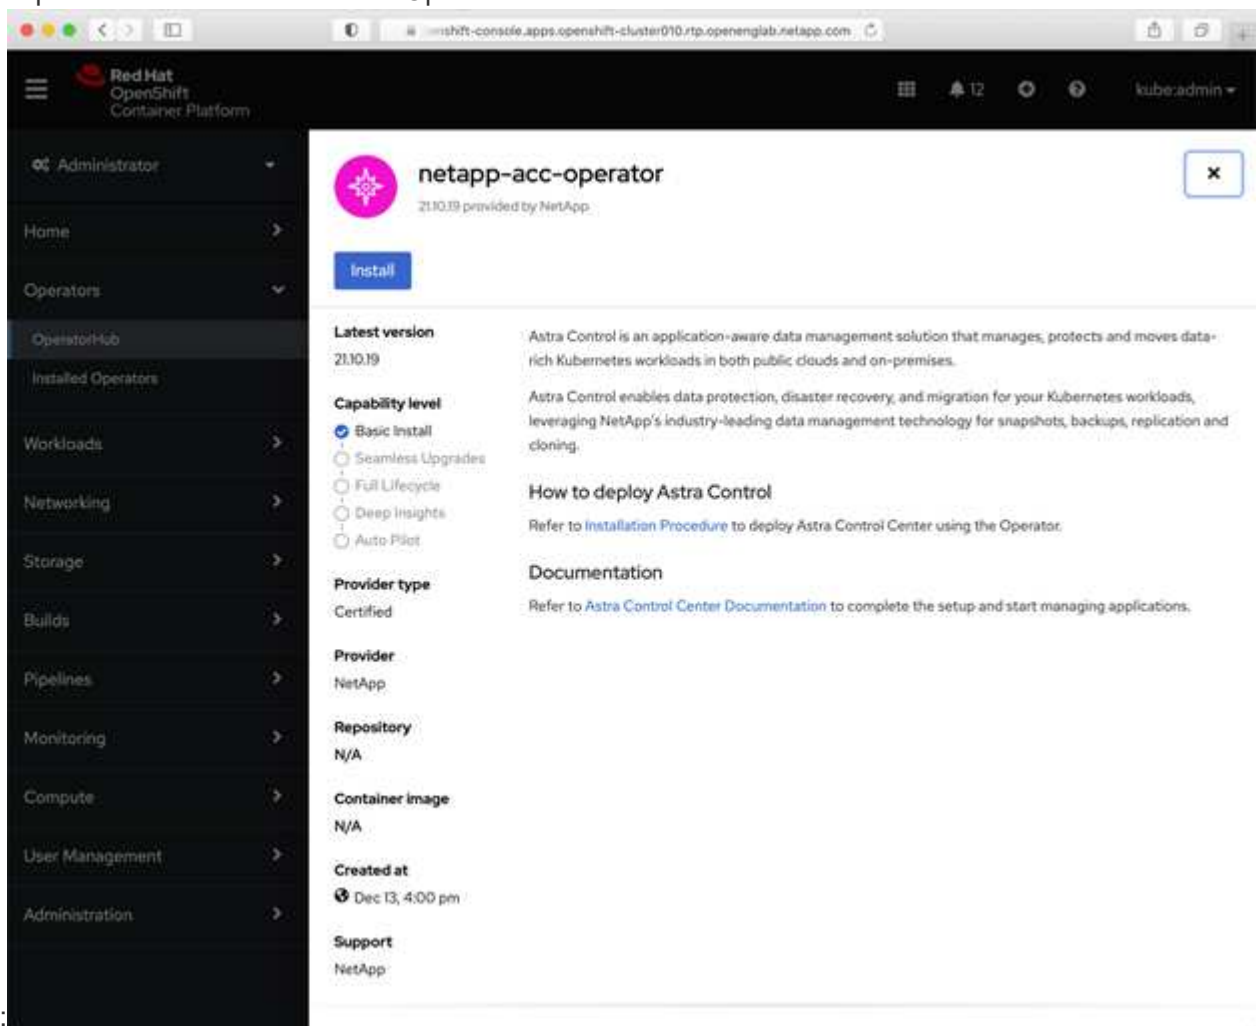 shift-console.apps.openshift-cluster010.rtp.openenglab.netapp.com
Red Hat
OpenShift
Container Platform
12
kube:admin
Administrator
Home
Operators
OperatorHub
Installed Operators
Workloads
Networking
Storage
Builds
Pipelines
Monitoring
Compute
User Management
Administration
netapp-acc-operator
21.10.19 provided by NetApp
Install
Latest version
21.10.19
Capability level
Basic Install
Seamless Upgrades
Full Lifecycle
Deep Insights
Auto Pilot
Provider type
Certified
Provider
NetApp
Repository
N/A
Container image
N/A
Created at
Dec 13, 4:00 pm
Support
NetApp
Astra Control is an application-aware data management solution that manages, protects and moves data-
rich Kubernetes workloads in both public clouds and on-premises.
Astra Control enables data protection, disaster recovery, and migration for your Kubernetes workloads,
leveraging NetApp's industry-leading data management technology for snapshots, backups, replication and
cloning.
How to deploy Astra Control
Refer to Installation Procedure to deploy Astra Control Center using the Operator.
Documentation
Refer to Astra Control Center Documentation to complete the setup and start managing applications.